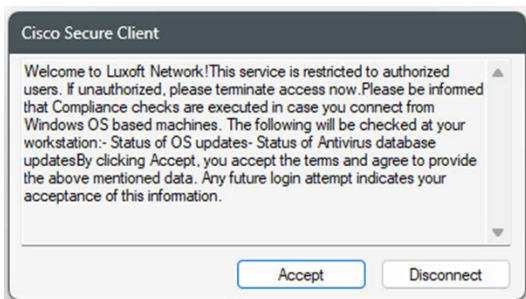 Cisco Secure Client
Welcome to Luxoft Network!This service is restricted to authorized
users. If unauthorized, please terminate access now.Please be informed
that Compliance checks are executed in case you connect from
Windows OS based machines. The following will be checked at your
workstation:- Status of OS updates- Status of Antivirus database
updatesBy clicking Accept, you accept the terms and agree to provide
the above mentioned data. Any future login attempt indicates your
acceptance of this information.
Accept Disconnect